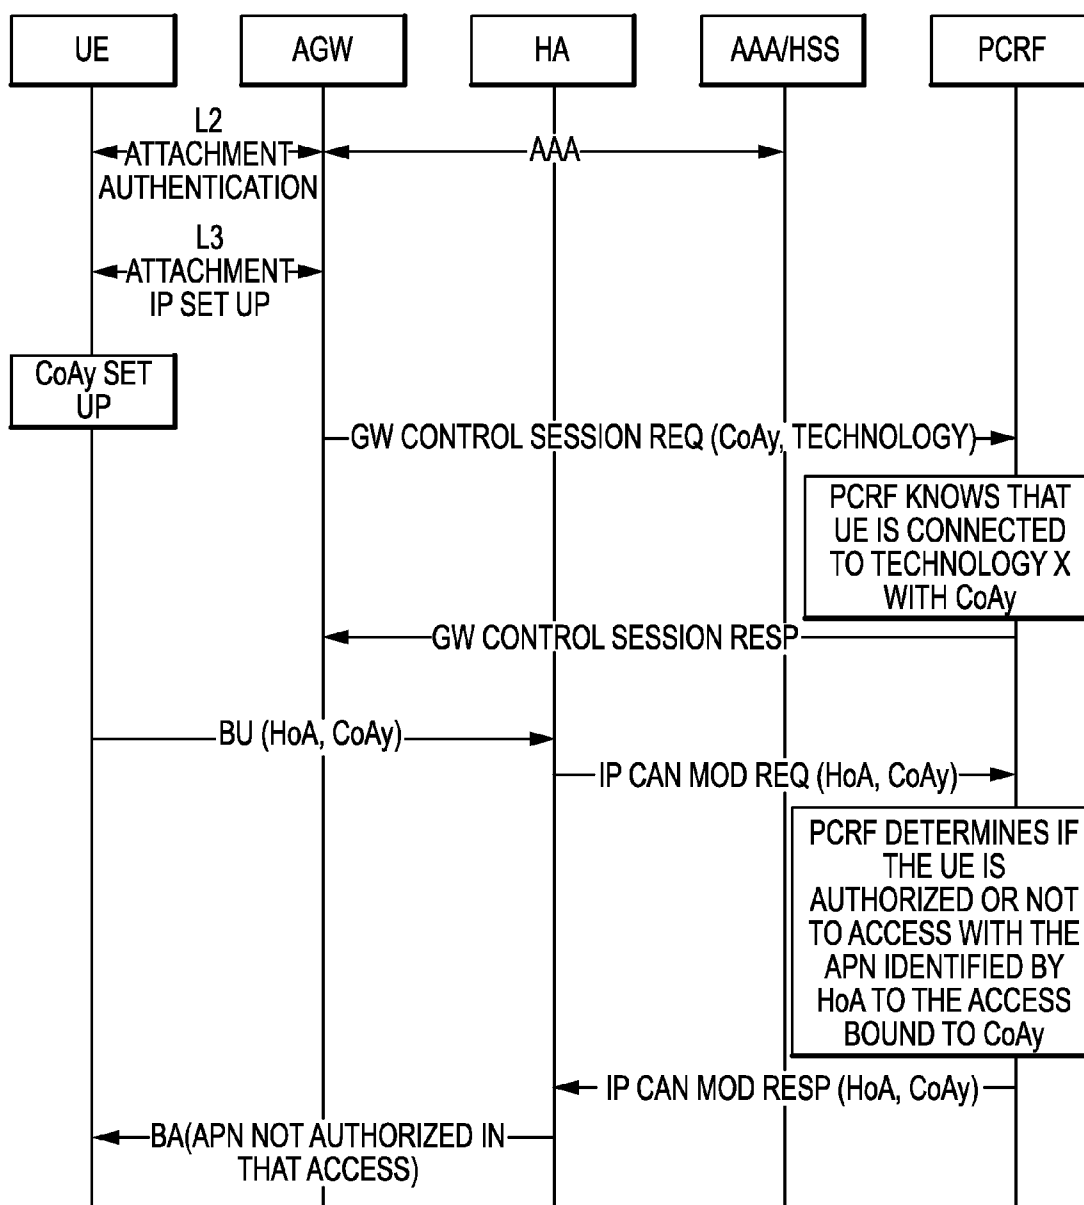 UE
AGW
HA
AAA/HSS
PCRF
L2
ATTACHMENT
AUTHENTICATION
AAA
L3
ATTACHMENT
IP SET UP
CoAy SET
UP
GW CONTROL SESSION REQ (CoAy, TECHNOLOGY)
PCRF KNOWS THAT
UE IS CONNECTED
TO TECHNOLOGY X
WITH CoAy
GW CONTROL SESSION RESP
BU (HoA, CoAy)
IP CAN MOD REQ (HoA, CoAy)
PCRF DETERMINES IF
THE UE IS
AUTHORIZED OR NOT
TO ACCESS WITH THE
APN IDENTIFIED BY
HoA TO THE ACCESS
BOUND TO CoAy
IP CAN MOD RESP (HoA, CoAy)
BA(APN NOT AUTHORIZED IN
THAT ACCESS)